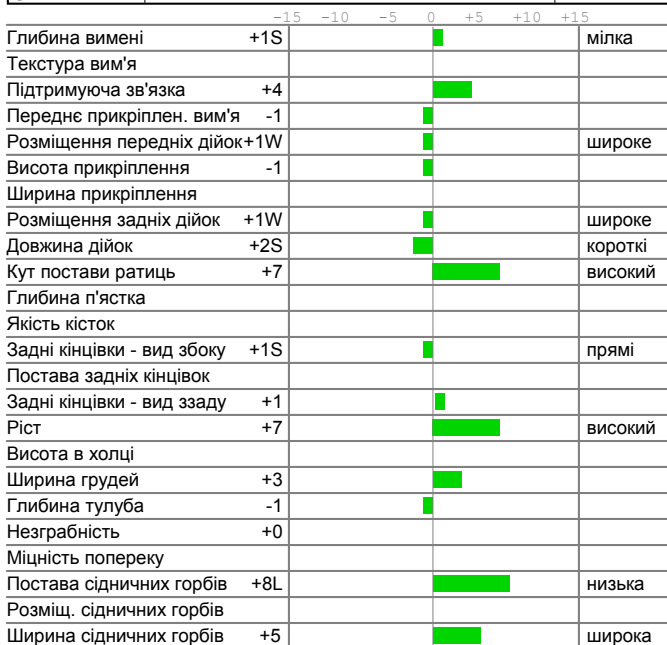 -15 -10 -5 0 +5 +10 +15
Глибина вимені +1S мілка
Текстура вим'я
Підтримуюча зв'язка +4
Переднє прикріплен. вим'я -1
Розміщення передніх дійок+1W широке
Висота прикріплення -1
Ширина прикріплення
Розміщення задніх дійок +1W широке
Довжина дійок +2S короткі
Кут постави ратиць +7 високий
Глибина п'ястка
Якість кісток
Задні кінцівки - вид збоку +1S прямі
Постава задніх кінцівок
Задні кінцівки - вид ззаду +1
Ріст +7 високий
Висота в холці
Ширина грудей +3
Глибина тулуба -1
Незграбність +0
Міцність попереку
Постава сідничних горбів +8L низька
Розміщ. сідничних горбів
Ширина сідничних горбів +5 широка